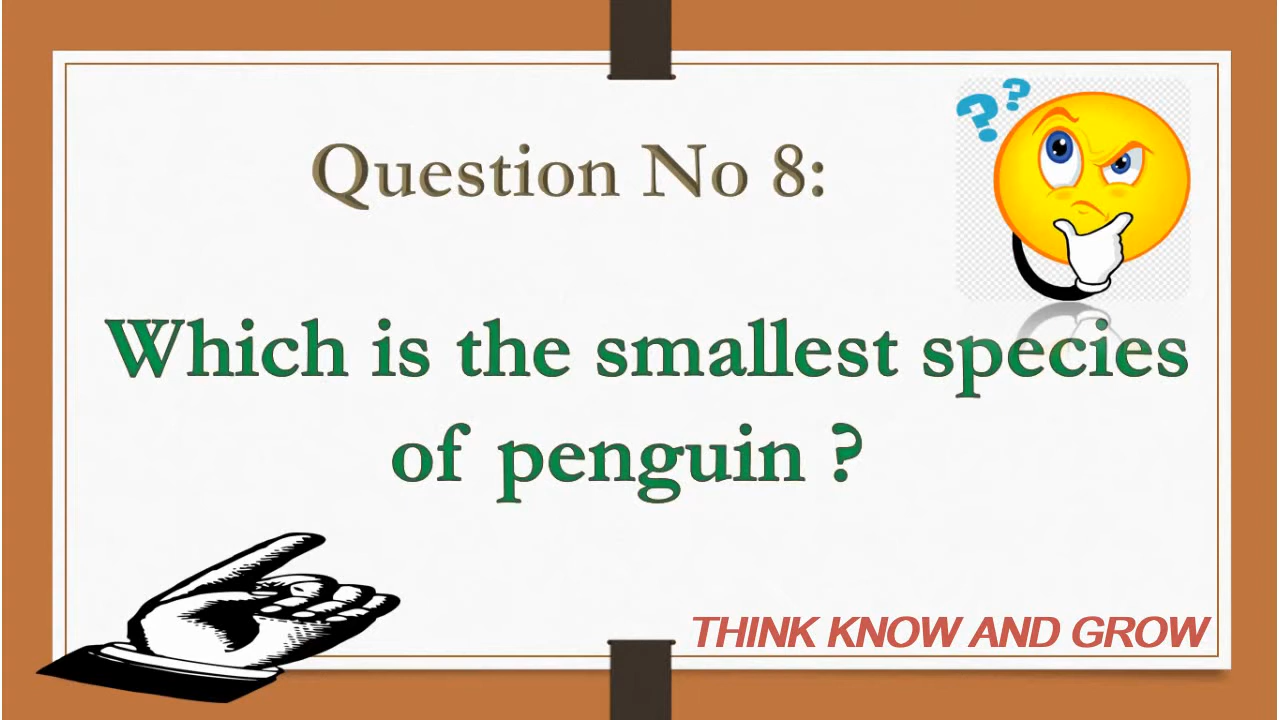 ? ?
Question No 8:
Which is the smallest species
of penguin ?
THINK KNOW AND GROW